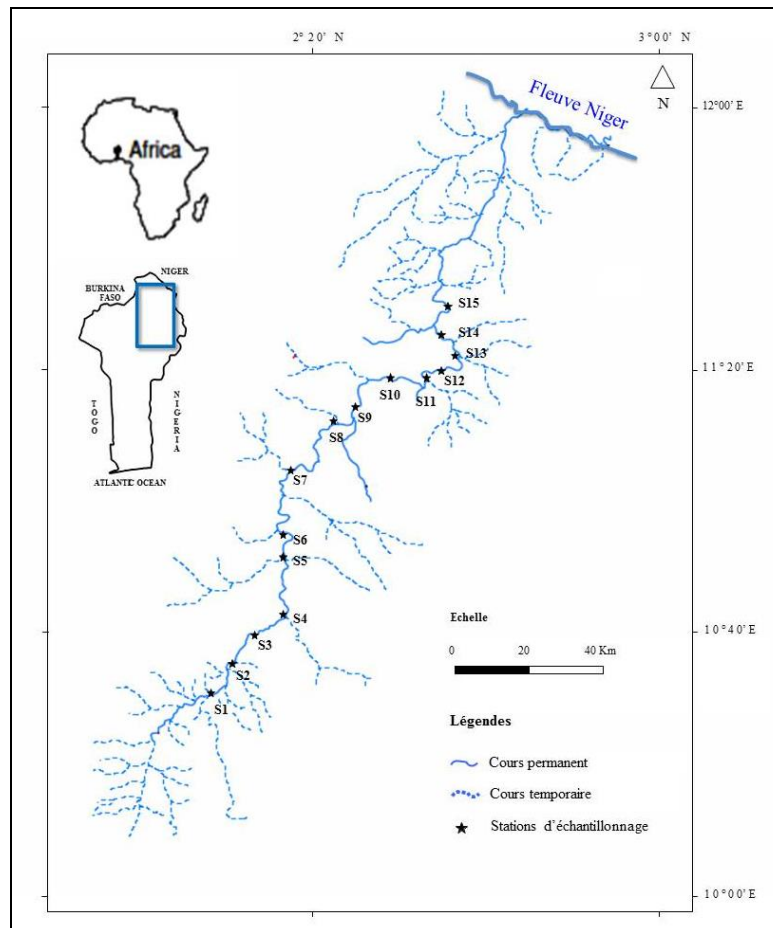 2° 20' N
3° 00' N
N
Fleuve Niger
12°00'E
Africa
NIGER
BURKINA
FASO
TOGO
NIGERIA
ATLANTIC OCEAN
S15
S14
S13
11°20'E
S12
S11
S10
S9
S8
S7
S6
S5
S4
S3
S2
S1
10°40'E
Echelle
0 20 40 Km
Légendes
Cours permanent
Cours temporaire
Stations d'échantillonnage
10°00'E